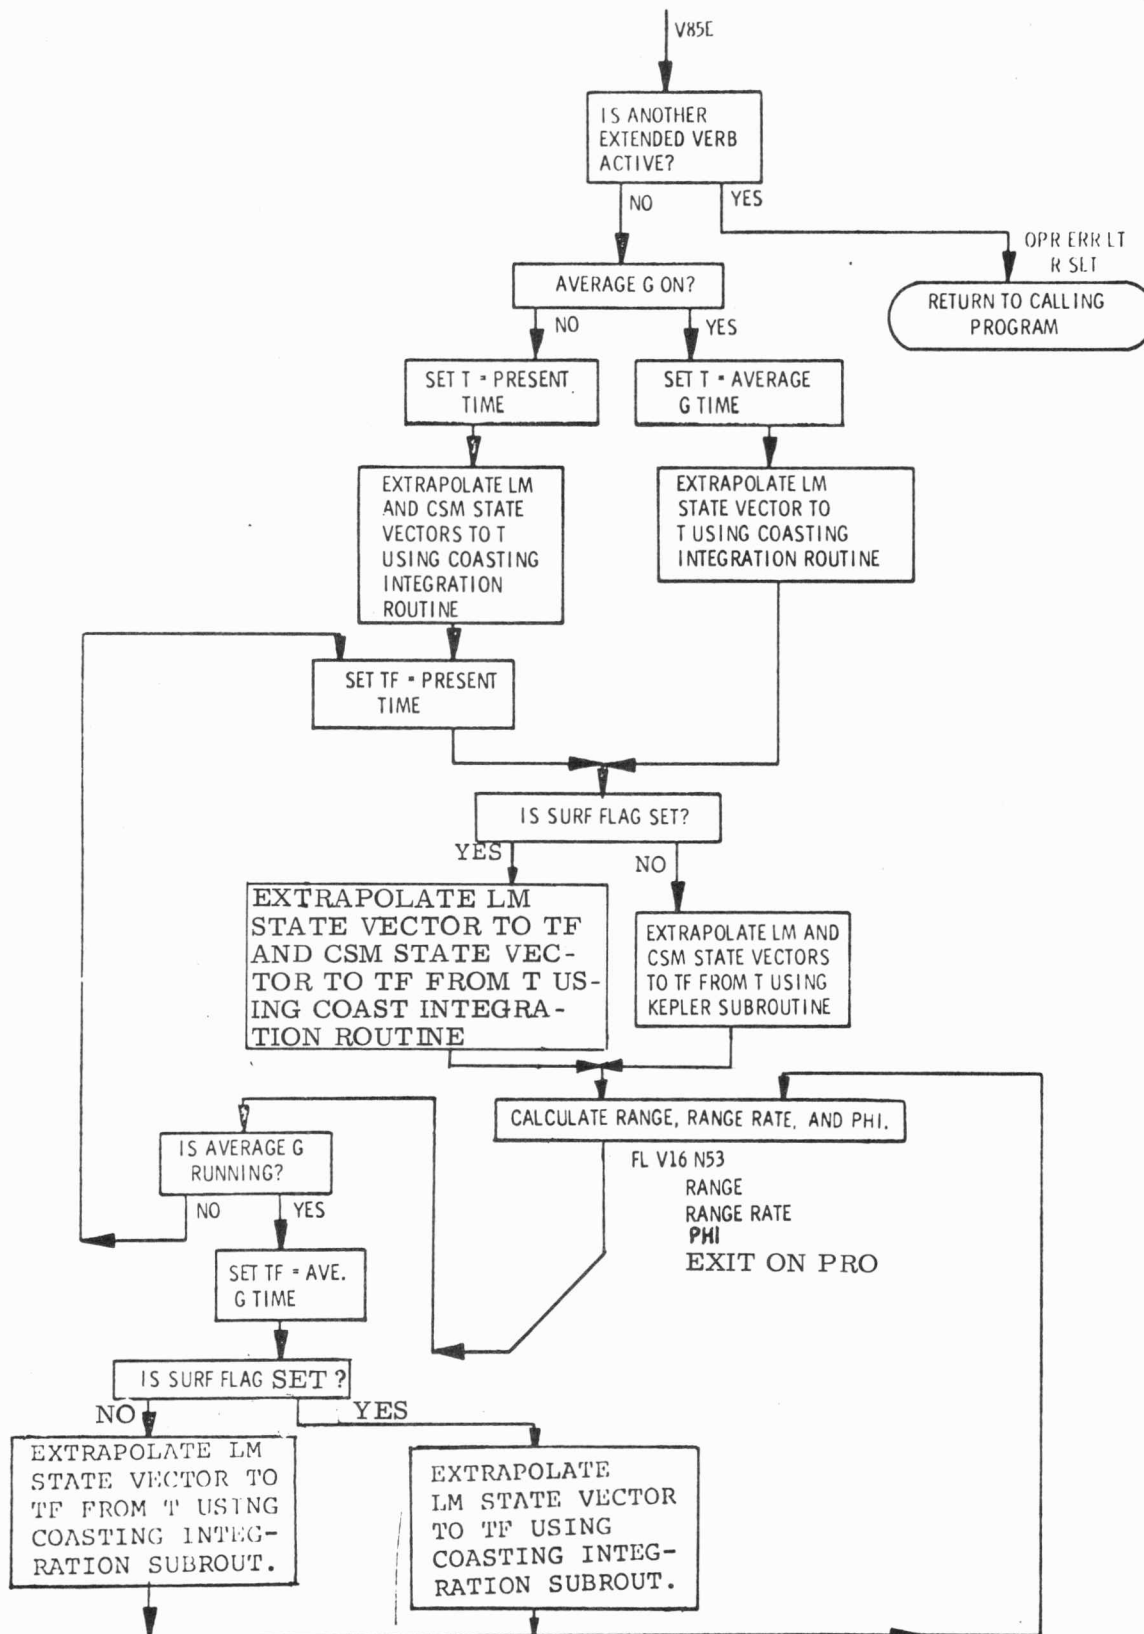 V85E
IS ANOTHER
EXTENDED VERB
ACTIVE?
NO
YES
OPR ERR LT
R SET
RETURN TO CALLING
PROGRAM
AVERAGE G ON?
NO
YES
SET T = PRESENT
TIME
SET T = AVERAGE
G TIME
EXTRAPOLATE LM
AND CSM STATE
VECTORS TO T
USING COASTING
INTEGRATION
ROUTINE
EXTRAPOLATE LM
STATE VECTOR TO
T USING COASTING
INTEGRATION ROUTINE
SET TF = PRESENT
TIME
IS SURF FLAG SET?
YES
NO
EXTRAPOLATE LM
STATE VECTOR TO TF
AND CSM STATE VEC-
TOR TO TF FROM T US-
ING COAST INTEGRA-
TION ROUTINE
EXTRAPOLATE LM AND
CSM STATE VECTORS
TO TF FROM T USING
KEPLER SUBROUTINE
CALCULATE RANGE, RANGE RATE, AND PHI.
FL V16 N53
RANGE
RANGE RATE
PHI
EXIT ON PRO
IS AVERAGE G
RUNNING?
NO
YES
SET TF = AVE.
G TIME
IS SURF FLAG SET ?
NO
YES
EXTRAPOLATE LM
STATE VECTOR TO
TF FROM T USING
COASTING INTEG-
RATION SUBROUT.
EXTRAPOLATE
LM STATE VECTOR
TO TF USING
COASTING INTEG-
RATION SUBROUT.